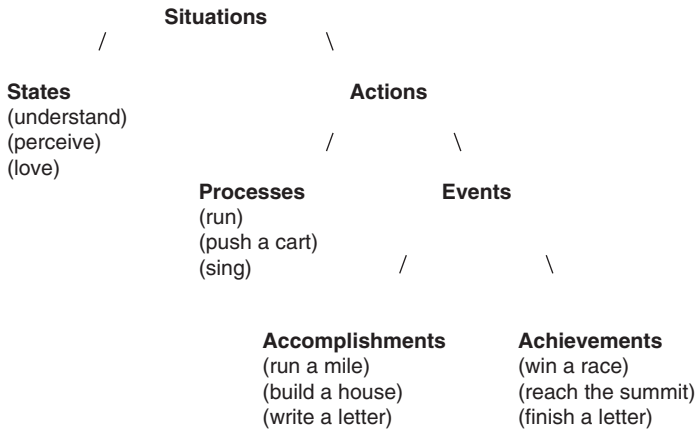 Situations
/ \
States Actions
(understand)
(perceive)
(love)
/ \
Processes Events
(run)
(push a cart)
(sing)
/ \
Accomplishments Achievements
(run a mile) (win a race)
(build a house) (reach the summit)
(write a letter) (finish a letter)